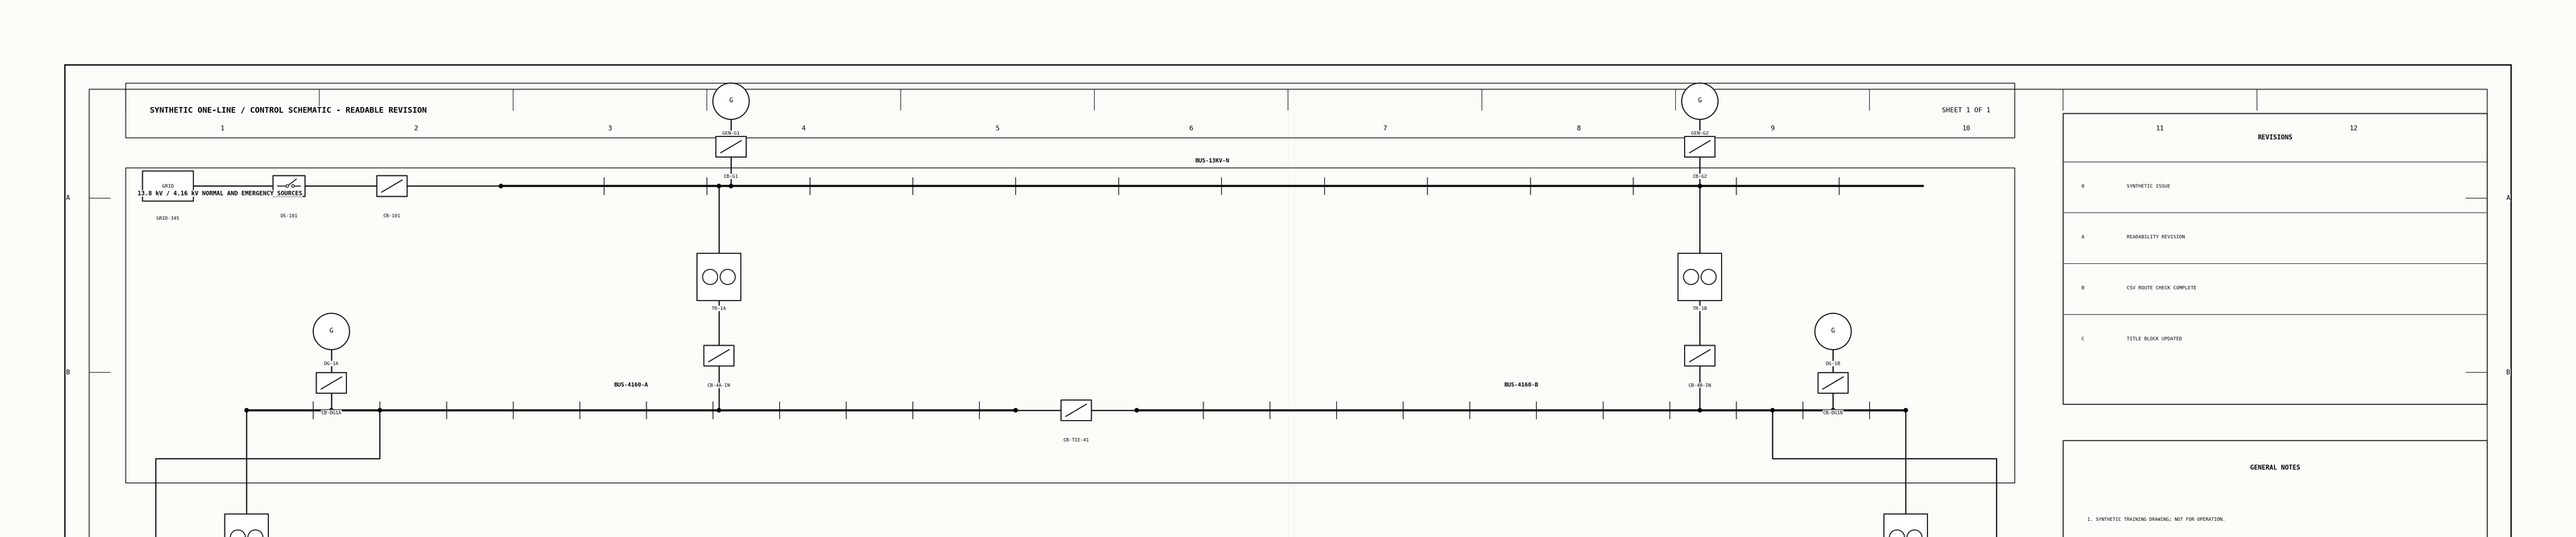 SYNTHETIC ONE-LINE / CONTROL SCHEMATIC - READABLE REVISION
SHEET 1 OF 1
1 2 3 4 5 6 7 8 9 10 11 12
G
GEN-G1
CB-G1
G
GEN-G2
CB-G2
BUS-13KV-N
A
GRID
13.8 kV / 4.16 kV NORMAL AND EMERGENCY SOURCES
GRID-345
DS-101
CB-101
TR-1A
TR-1B
G
DG-1A
CB-DG1A
BUS-4160-A
CB-4A-IN
CB-TIE-41
BUS-4160-B
CB-4B-IN
G
DG-1B
CB-DG1B
B
REVISIONS
0 SYNTHETIC ISSUE
A READABILITY REVISION
B CSV ROUTE CHECK COMPLETE
C TITLE BLOCK UPDATED
A
B
GENERAL NOTES
1. SYNTHETIC TRAINING DRAWING; NOT FOR OPERATION.